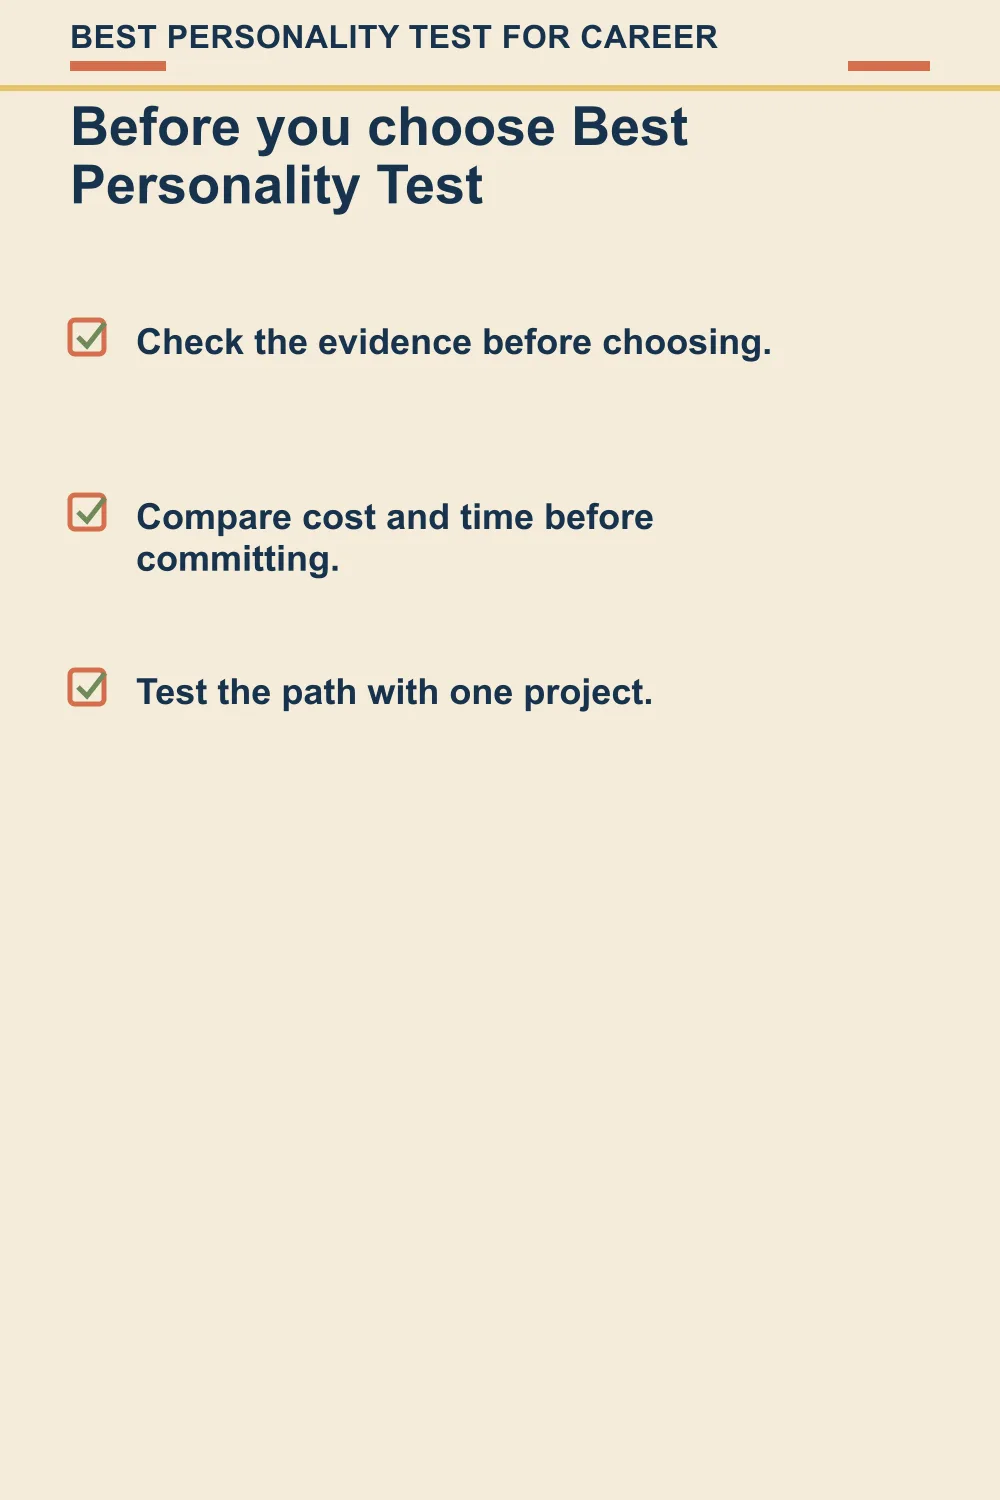 BEST PERSONALITY TEST FOR CAREER
Before you choose Best
Personality Test
Check the evidence before choosing.
Compare cost and time before
committing.
Test the path with one project.